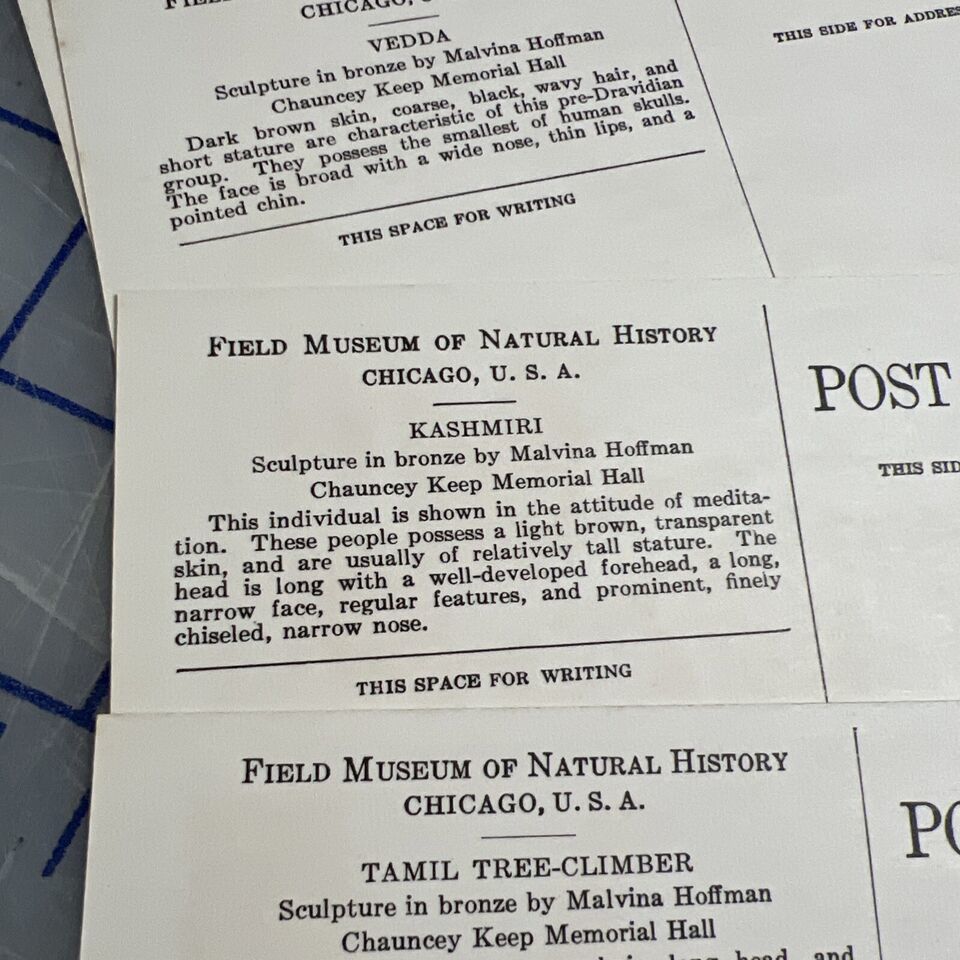 CHICAGO,
VEDDA
Sculpture in bronze by Malvina Hoffman
Chauncey Keep Memorial Hall
Dark brown skin, coarse, black, wavy hair, and
short stature are characteristic of this pre-Dravidian
group. They possess the smallest of human skulls.
The face is broad with a wide nose, thin lips, and a
pointed chin.
THIS SPACE FOR WRITING
THIS SIDE FOR ADDRES
FIELD MUSEUM OF NATURAL HISTORY
CHICAGO, U. S. A.
KASHMIRI
Sculpture in bronze by Malvina Hoffman
Chauncey Keep Memorial Hall
This individual is shown in the attitude of medita-
tion. These people possess a light brown, transparent
skin, and are usually of relatively tall stature. The
head is long with a well-developed forehead, a long,
narrow face, regular features, and prominent, finely
chiseled, narrow nose.
THIS SPACE FOR WRITING
POST
THIS SID
FIELD MUSEUM OF NATURAL HISTORY
CHICAGO, U. S. A.
TAMIL TREE-CLIMBER
Sculpture in bronze by Malvina Hoffman
Chauncey Keep Memorial Hall
long head, and
PO